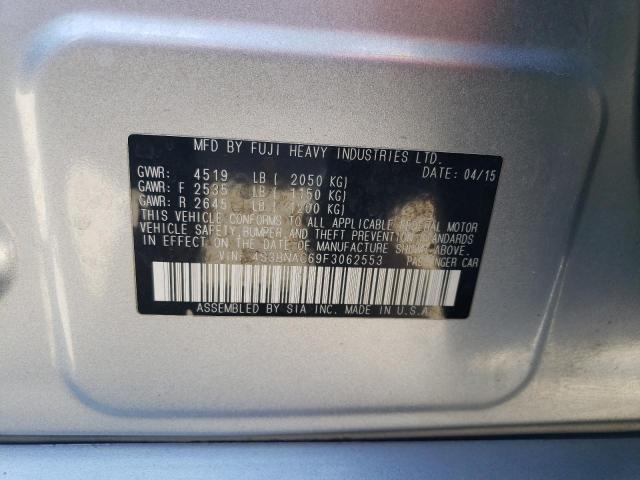 MFD BY FUJI HEAVY INDUSTRIES LTD.
GVWR: 4519 LB ( 2050 KG) DATE: 04/15
GAWR: F 2535 LB ( 1150 KG)
GAWR: R 2645 LB ( 1200 KG)
THIS VEHICLE CONFORMS TO ALL APPLICABLE FEDERAL MOTOR
VEHICLE SAFETY, BUMPER, AND THEFT PREVENTION STANDARDS
IN EFFECT ON THE DATE OF MANUFACTURE SHOWN ABOVE.
VIN: 4S3BNAC69F3062553 PASSENGER CAR
ASSEMBLED BY SIA INC. MADE IN U.S.A.